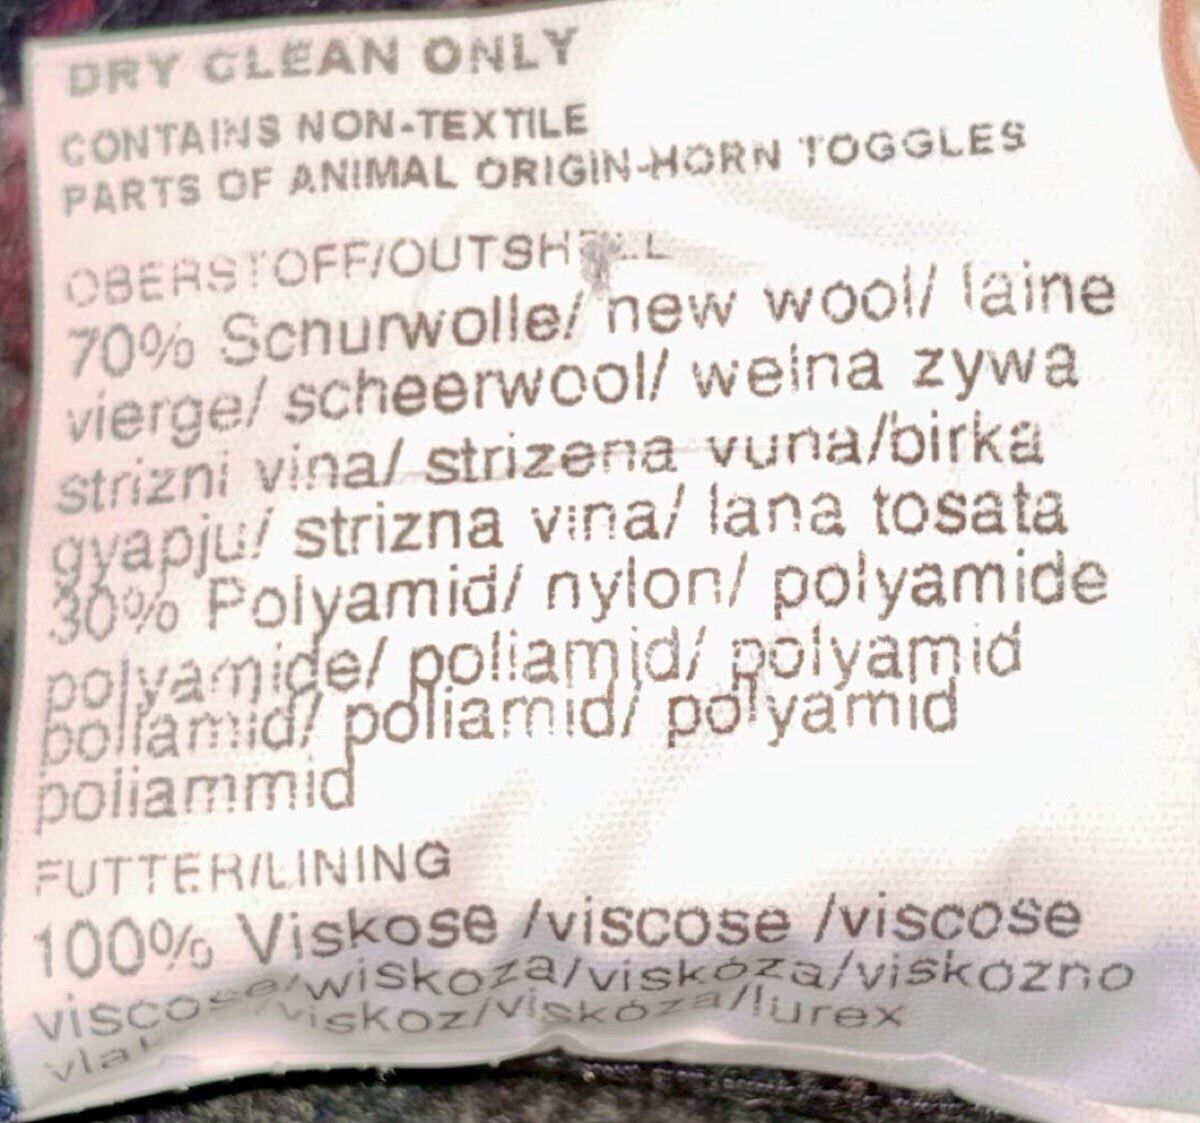 DRY CLEAN ONLY
CONTAINS NON-TEXTILE
PARTS OF ANIMAL ORIGIN-HORN TOGGLES
OBERSTOFF/OUTSHELL
70% Schurwolle/ new wool/ laine
vierge/ scheerwool/ welna zywa
strizni vina/ strizena vuna/birka
gyapju/ strizna vina/ lana tosata
30% Polyamid/ nylon/ polyamide
polyamide/ poliamid/ polyamid
poliamid/ poliamid/ polyamid
poliammid
FUTTER/LINING
100% Viskose /viscose /viscose
viscose/wiskoza/viskóza/viskozno
viskoz/viskóza/lurex